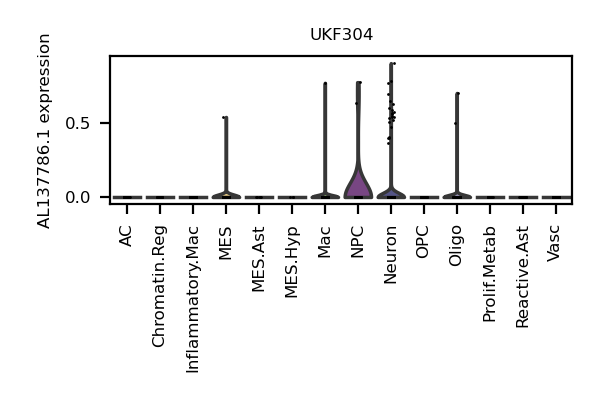 UKF304
AL137786.1 expression
0.5
0.0
AC
Chromatin.Reg
Inflammatory.Mac
MES
MES.Ast
MES.Hyp
Mac
NPC
Neuron
OPC
Oligo
Prolif.Metab
Reactive.Ast
Vasc